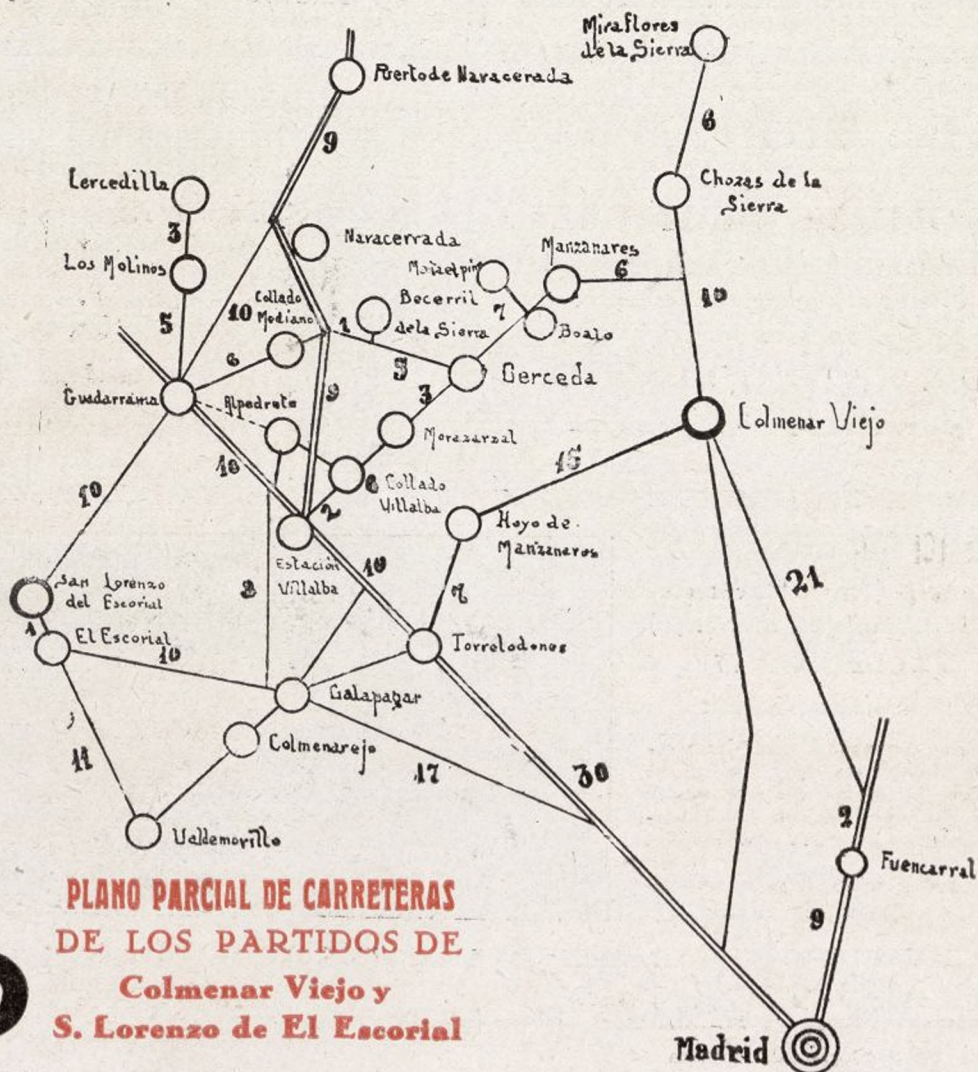 Miraflores
de la Sierra
Puerto de Navacerada
9
6
Cercedilla
Chozas de la
Sierra
3
Navacerrada
Manzanares
Los Molinos
6
10
10
Collado
Mediano
Becerril
de la Sierra
7
Boalo
5
1
6
5
Cerceda
9
3
Guadarrama
Alpedrete
Colmenar Viejo
Morazarzal
10
15
6
Collado
Villalba
2
10
Hoyo de
Manzanares
Estación
Villalba
10
21
San Lorenzo
del Escorial
7
1
El Escorial
10
Torrelodones
Galapagar
Colmenarejo
11
17
30
2
Valdemorillo
Fuencarral
9
PLANO PARCIAL DE CARRETERAS
DE LOS PARTIDOS DE
Colmenar Viejo y
S. Lorenzo de El Escorial
Madrid